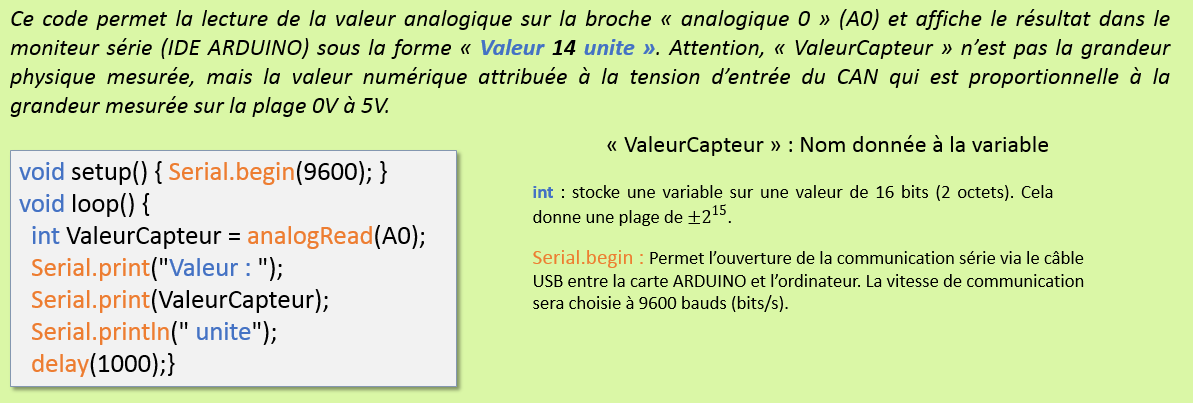 Ce code permet la lecture de la valeur analogique sur la broche « analogique 0 » (A0) et affiche le résultat dans le
moniteur série (IDE ARDUINO) sous la forme « Valeur 14 unite ». Attention, « ValeurCapteur » n’est pas la grandeur
physique mesurée, mais la valeur numérique attribuée à la tension d’entrée du CAN qui est proportionnelle à la
grandeur mesurée sur la plage 0V à 5V.
void setup() { Serial.begin(9600); }
void loop() {
int ValeurCapteur = analogRead(A0);
Serial.print("Valeur : ");
Serial.print(ValeurCapteur);
Serial.println(" unite");
delay(1000);}
« ValeurCapteur » : Nom donnée à la variable
int : stocke une variable sur une valeur de 16 bits (2 octets). Cela
donne une plage de ±2¹⁵.
Serial.begin : Permet l’ouverture de la communication série via le câble
USB entre la carte ARDUINO et l’ordinateur. La vitesse de communication
sera choisie à 9600 bauds (bits/s).